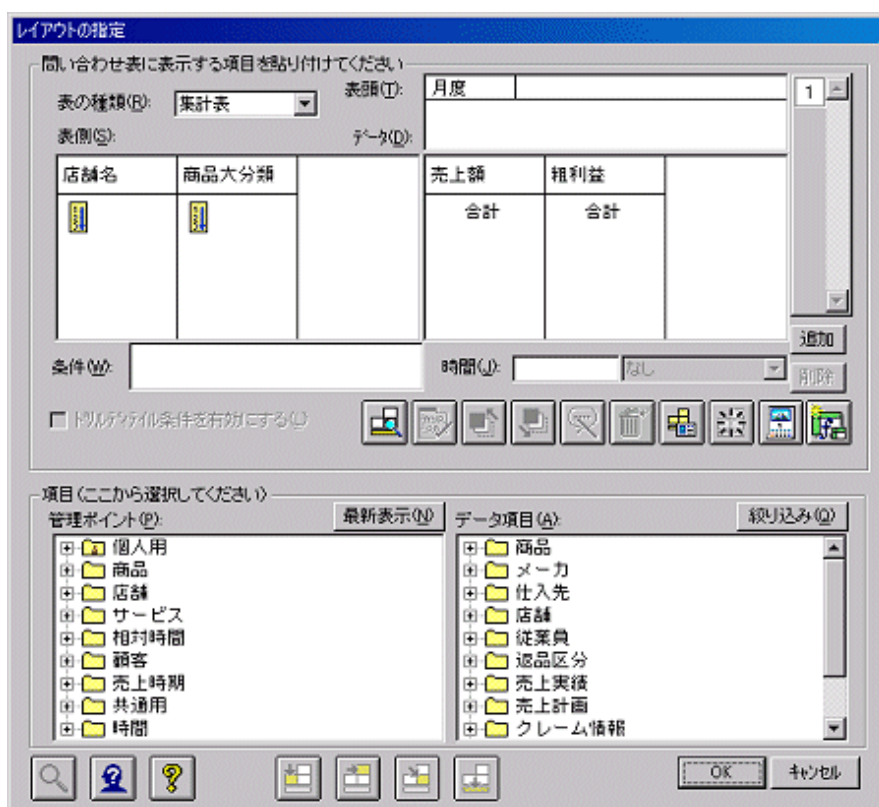 レイアウトの指定
問い合わせ表に表示する項目を貼り付けてください
表の種類(R): 集計表 表頭(T): 月度 1
表側(S): データ(D):
店舗名 商品大分類 売上額 粗利益
合計 合計
追加
条件(W): 時間(J): なし
削除
ドリルデディイル条件を有効にする(L)
項目(ここから選択してください)
管理ポイント(P): 最新表示(N) データ項目(A): 絞り込み(Q)
個人用 商品
商品 メーカ
店舗 仕入先
サービス 店舗
相対時間 従業員
顧客 返品区分
売上時期 売上実績
共通用 売上計画
時間 クレーム情報
OK キャンセル